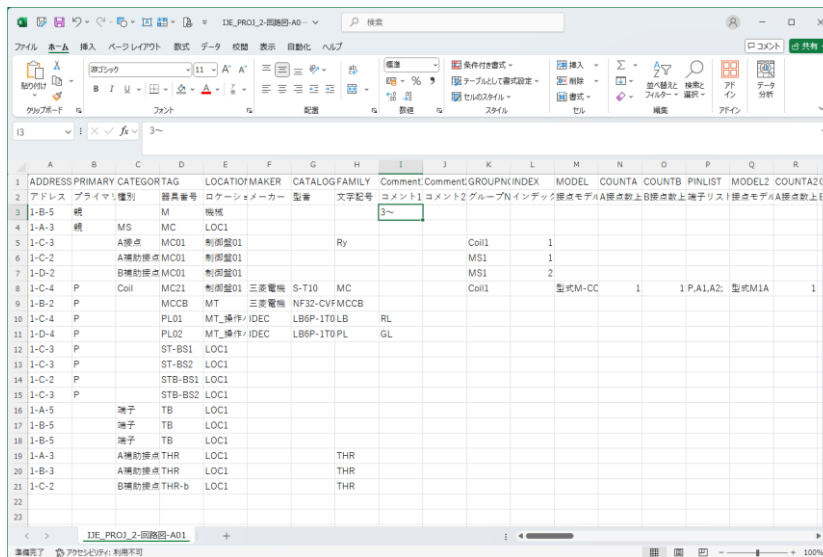 IJE_PROJ_2-回路図-A0…
検索
ファイル ホーム 挿入 ページ レイアウト 数式 データ 校閲 表示 自動化 ヘルプ
コメント 共有
貼り付け
游ゴシック 11 A A
B I U A
標準
% 9
条件付き書式
テーブルとして書式設定
セルのスタイル
挿入
削除
書式
Σ
並べ替えと フィルター
検索と 選択
アド イン
データ 分析
クリップボード フォント 配置 数値 スタイル セル 編集 アドイン
I3 fx 3~
A B C D E F G H I J K L M N O P Q R
1 ADDRESS PRIMARY CATEGOR TAG LOCATION MAKER CATALOG FAMILY Comment Comment GROUPN INDEX MODEL COUNTA COUNTB PINLIST MODEL2 COUNTA2
2 アドレス プライマリ 種別 器具番号 ロケーショ メーカー 型番 文字記号 コメント1 コメント2 グループN インデック 接点モデル A接点数上 B接点数上 端子リスト 接点モデル A接点数上
3 1-B-5 親 M 機械 3~
4 1-A-3 親 MS MC LOC1
5 1-C-3 A接点 MC01 制御盤01 Ry Coil1 1
6 1-C-2 A補助接点 MC01 制御盤01 MS1 1
7 1-D-2 B補助接点 MC01 制御盤01 MS1 2
8 1-C-4 P Coil MC21 制御盤01 三菱電機 S-T10 MC Coil1 型式M-CC 1 1 P,A1,A2; 型式M1A 1
9 1-B-2 P MCCB MT 三菱電機 NF32-CVF MCCB
10 1-C-4 P PL01 MT_操作 IDEC LB6P-1T0 LB RL
11 1-D-4 P PL02 MT_操作 IDEC LB6P-1T0 PL GL
12 1-C-3 P ST-BS1 LOC1
13 1-C-3 P ST-BS2 LOC1
14 1-C-2 P STB-BS1 LOC1
15 1-C-3 P STB-BS2 LOC1
16 1-A-5 端子 TB LOC1
17 1-B-5 端子 TB LOC1
18 1-B-5 端子 TB LOC1
19 1-A-3 A補助接点 THR LOC1 THR
20 1-B-3 A補助接点 THR LOC1 THR
21 1-C-2 B補助接点 THR-b LOC1 THR
22
23
IJE_PROJ_2-回路図-A01
準備完了 アクセシビリティ: 利用不可 100%